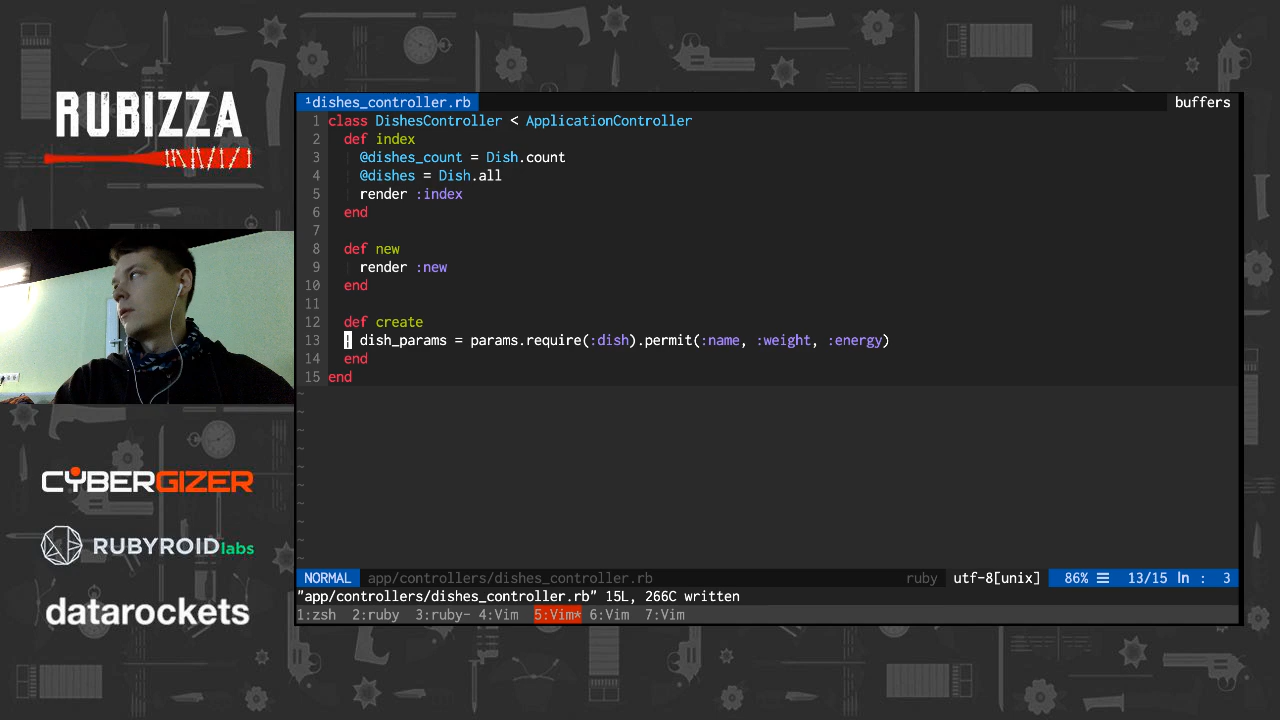 RUBIZZA
CYBERGIZER
RUBYROID labs
datarockets
¹dishes_controller.rb buffers
1 class DishesController < ApplicationController
2   def index
3     @dishes_count = Dish.count
4     @dishes = Dish.all
5     render :index
6   end
7
8   def new
9     render :new
10   end
11
12   def create
13     dish_params = params.require(:dish).permit(:name, :weight, :energy)
14   end
15 end
~
~
~
~
~
~
~
~
~
~
NORMAL app/controllers/dishes_controller.rb ruby utf-8[unix] 86% ☰ 13/15 ln : 3
"app/controllers/dishes_controller.rb" 15L, 266C written
1:zsh 2:ruby 3:ruby- 4:Vim 5:Vim* 6:Vim 7:Vim